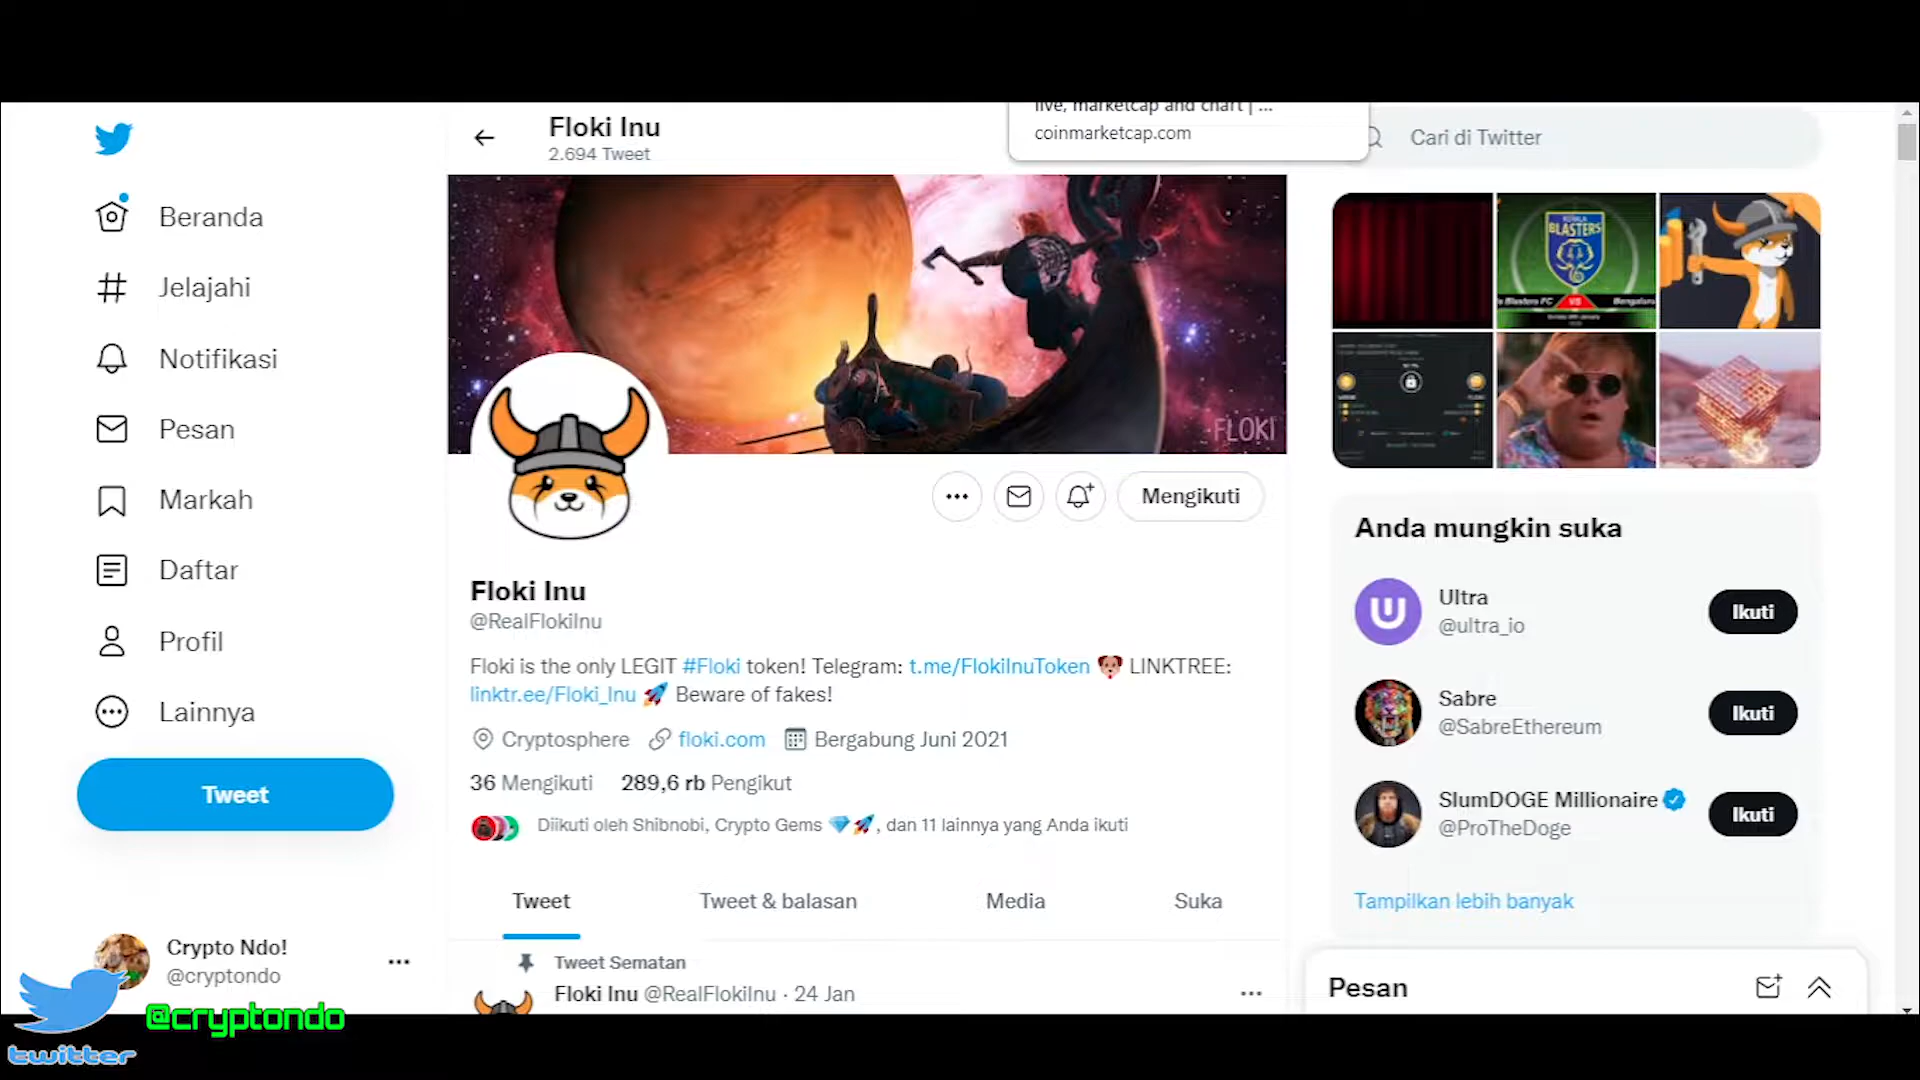 live, marketcap and chart | ...
coinmarketcap.com
Floki Inu
2.694 Tweet
Cari di Twitter
Beranda
Jelajahi
Notifikasi
Pesan
Markah
Daftar
Profil
Lainnya
Tweet
Crypto Ndo!
@cryptondo
@cryptondo
twitter
FLOKI
Mengikuti
Floki Inu
@RealFlokiInu
Floki is the only LEGIT #Floki token! Telegram: t.me/FlokiInuToken 🐶 LINKTREE:
linktr.ee/Floki_Inu 🚀 Beware of fakes!
Cryptosphere floki.com Bergabung Juni 2021
36 Mengikuti 289,6 rb Pengikut
Diikuti oleh Shibnobi, Crypto Gems 💎🚀, dan 11 lainnya yang Anda ikuti
Tweet Tweet & balasan Media Suka
Tweet Sematan
Floki Inu @RealFlokiInu · 24 Jan
KERALA
BLASTERS
Blasters FC VS Bengaluru
Anda mungkin suka
Ultra
@ultra_io
Ikuti
Sabre
@SabreEthereum
Ikuti
SlumDOGE Millionaire
@ProTheDoge
Ikuti
Tampilkan lebih banyak
Pesan